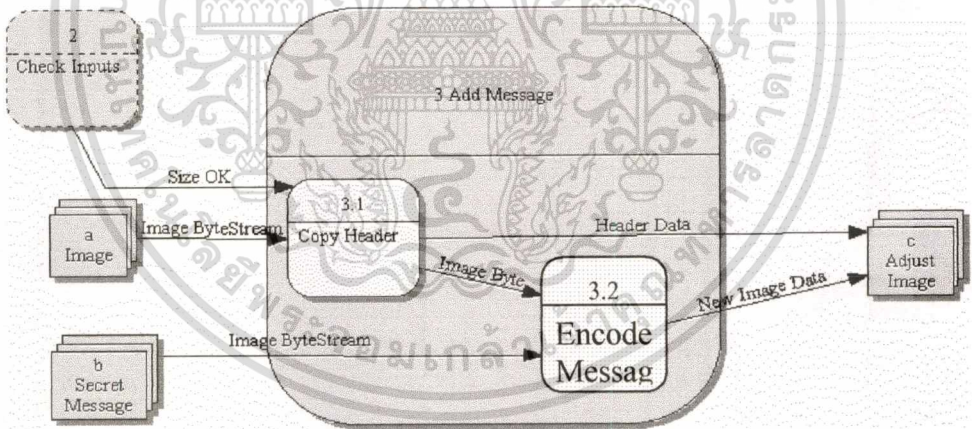 2
Check Inputs
3 Add Message
Size OK
3.1
Copy Header
a
Image
Image ByteStream
Header Data
c
Adjust
Image
Image Byte
3.2
Encode
Messag
New Image Data
Image ByteStream
b
Secret
Message